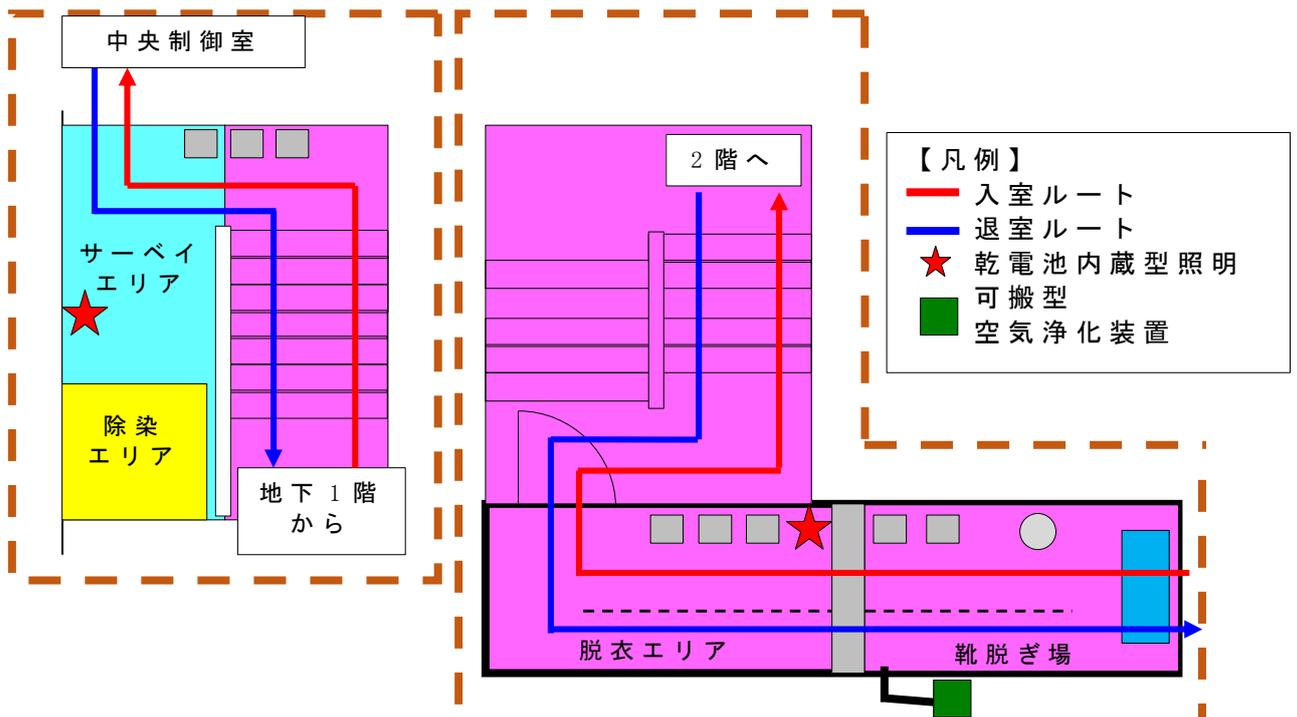 中央制御室
サーベイ
エリア
除染
エリア
地下1階
から
2階へ
脱衣エリア
靴脱ぎ場
【凡例】
入室ルート
退室ルート
乾電池内蔵型照明
可搬型
空気浄化装置